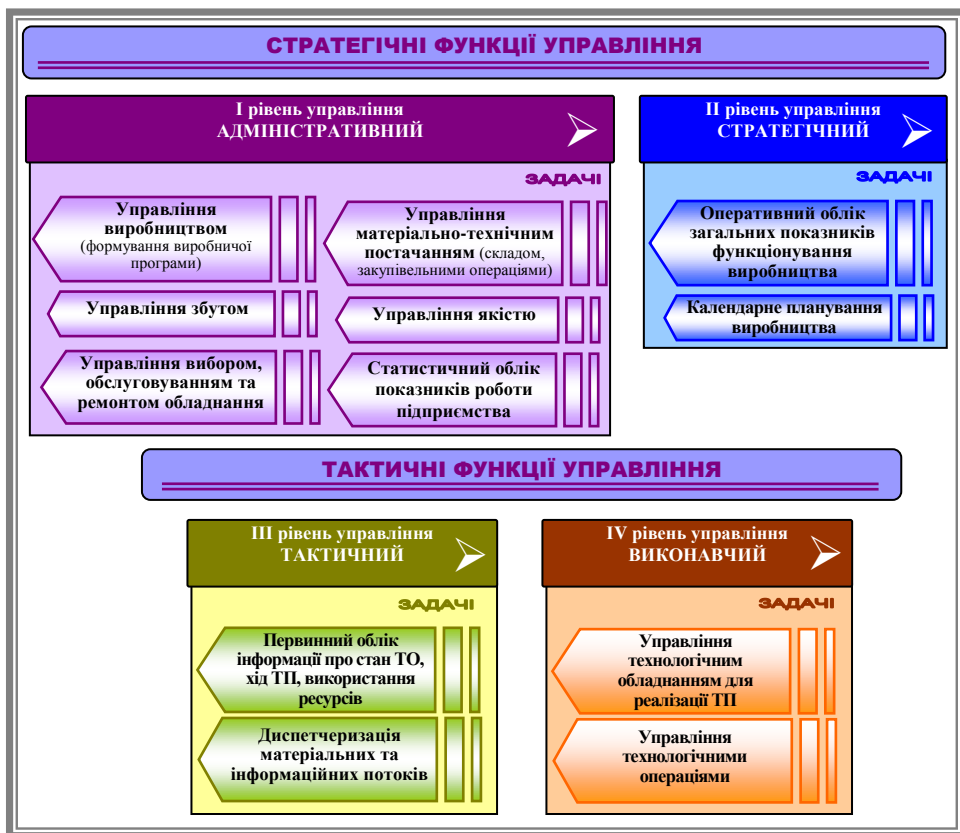 СТРАТЕГІЧНІ ФУНКЦІЇ УПРАВЛІННЯ
І рівень управління
АДМІНІСТРАТИВНИЙ
ЗАДАЧІ
Управління
виробництвом
(формування виробничої
програми)
Управління
матеріально-технічним
постачанням (складом,
закупівельними операціями)
Управління збутом
Управління якістю
Управління вибором,
обслуговуванням та
ремонтом обладнання
Статистичний облік
показників роботи
підприємства
ІІ рівень управління
СТРАТЕГІЧНИЙ
ЗАДАЧІ
Оперативний облік
загальних показників
функціонування
виробництва
Календарне планування
виробництва
ТАКТИЧНІ ФУНКЦІЇ УПРАВЛІННЯ
ІІІ рівень управління
ТАКТИЧНИЙ
ЗАДАЧІ
Первинний облік
інформації про стан ТО,
хід ТП, використання
ресурсів
Диспетчеризація
матеріальних та
інформаційних потоків
IV рівень управління
ВИКОНАВЧИЙ
ЗАДАЧІ
Управління
технологічним
обладнанням для
реалізації ТП
Управління
технологічними
операціями